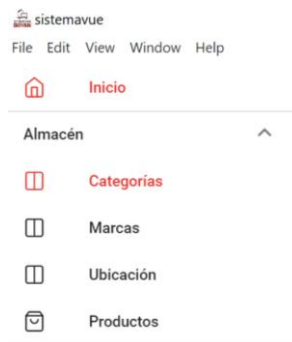 sistemavue
File Edit View Window Help
Inicio
Almacén
Categorías
Marcas
Ubicación
Productos